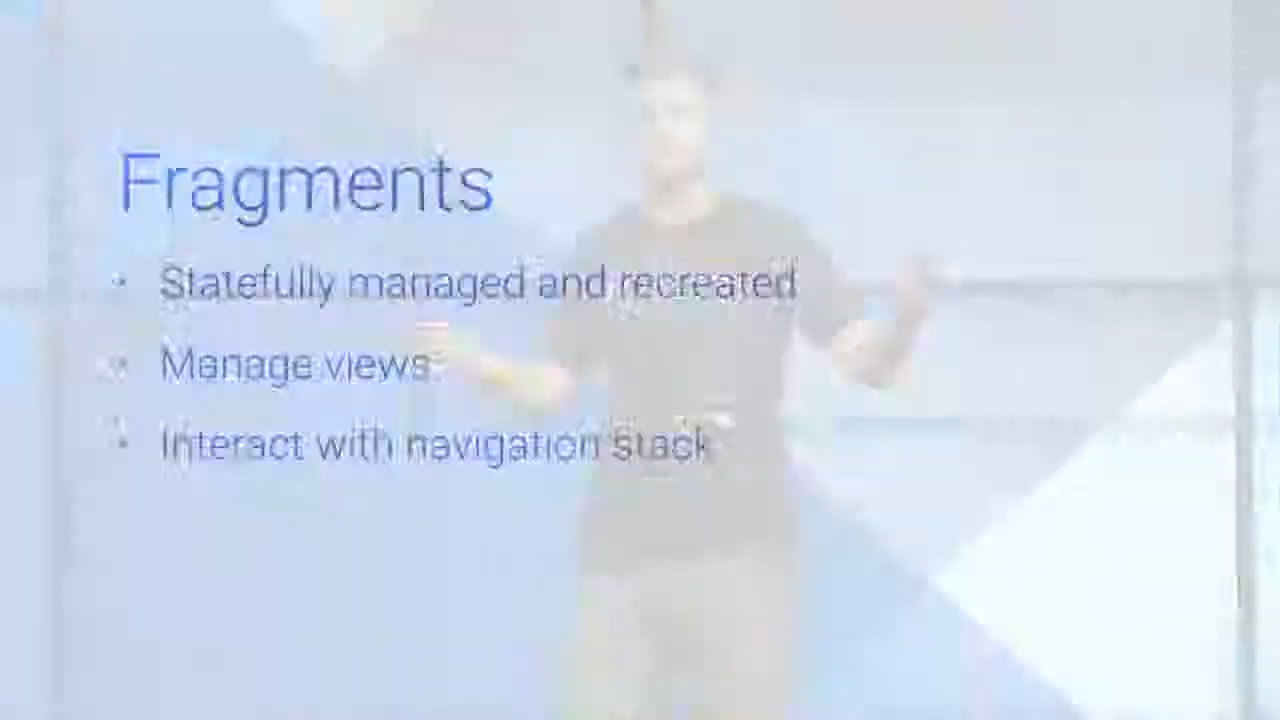 Fragments
• Statefully managed and recreated
• Manage views
• Interact with navigation stack